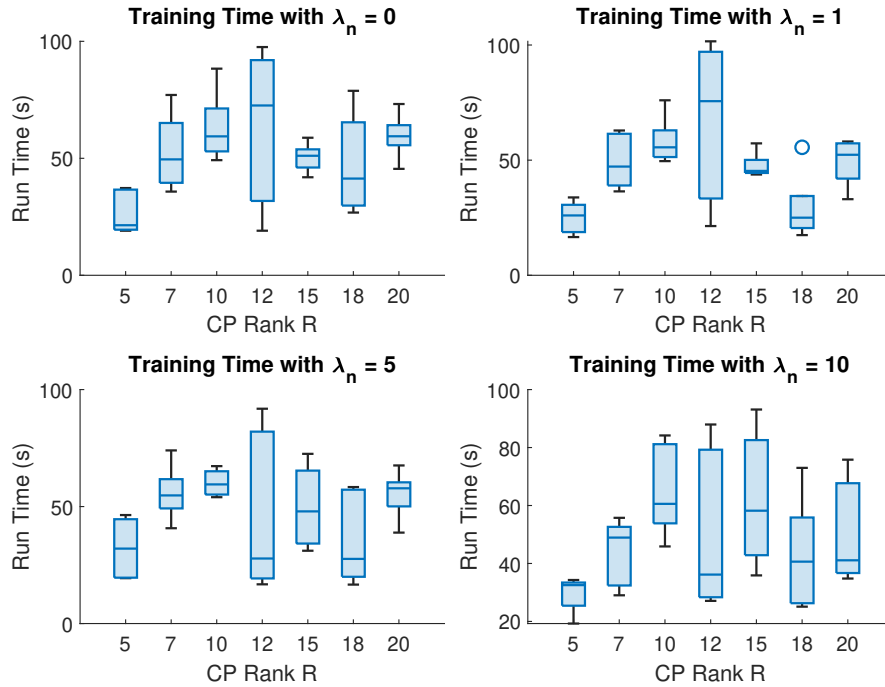 Training Time with λn = 0
100
50
0
Run Time (s)
5 7 10 12 15 18 20
CP Rank R
Training Time with λn = 1
100
50
0
Run Time (s)
5 7 10 12 15 18 20
CP Rank R
Training Time with λn = 5
100
50
0
Run Time (s)
5 7 10 12 15 18 20
CP Rank R
Training Time with λn = 10
100
80
60
40
20
Run Time (s)
5 7 10 12 15 18 20
CP Rank R